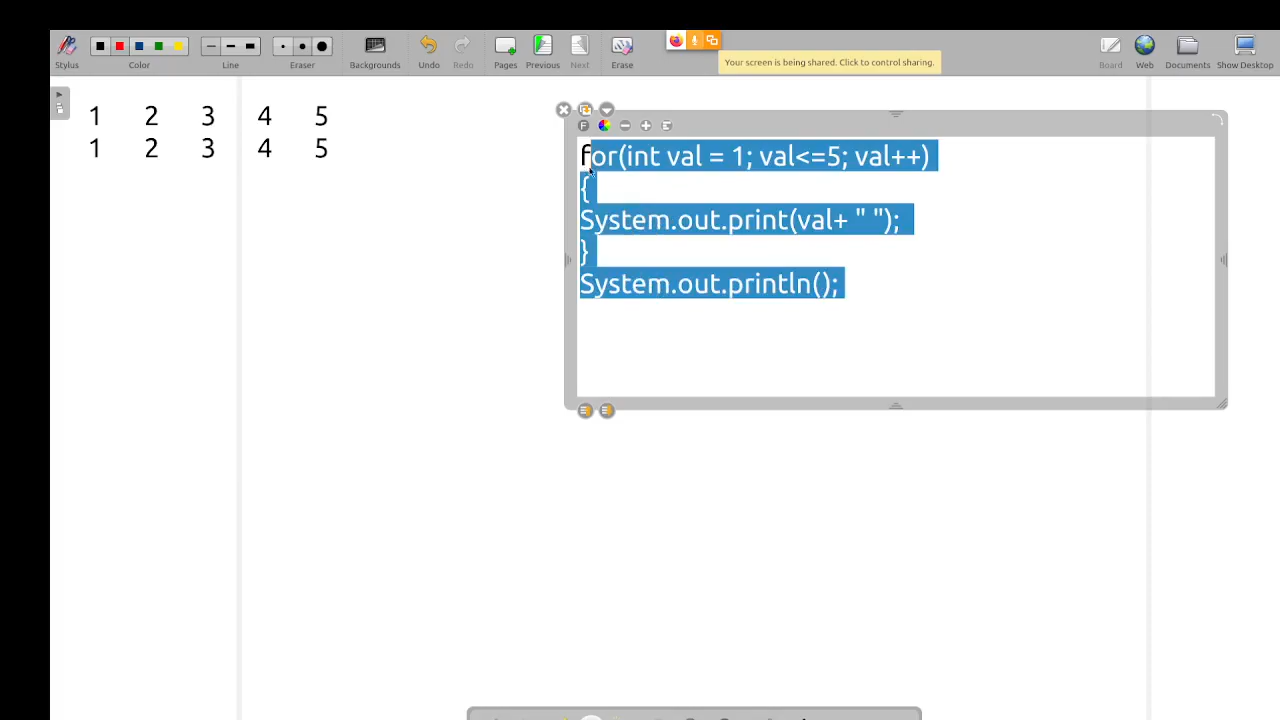 Stylus
Color
Line
Eraser
Backgrounds
Undo
Redo
Pages
Previous
Next
Erase
Your screen is being shared. Click to control sharing.
Board
Web
Documents
Show Desktop
1 2 3 4 5
1 2 3 4 5
F
for(int val = 1; val<=5; val++)
{
System.out.print(val+ " ");
}
System.out.println();